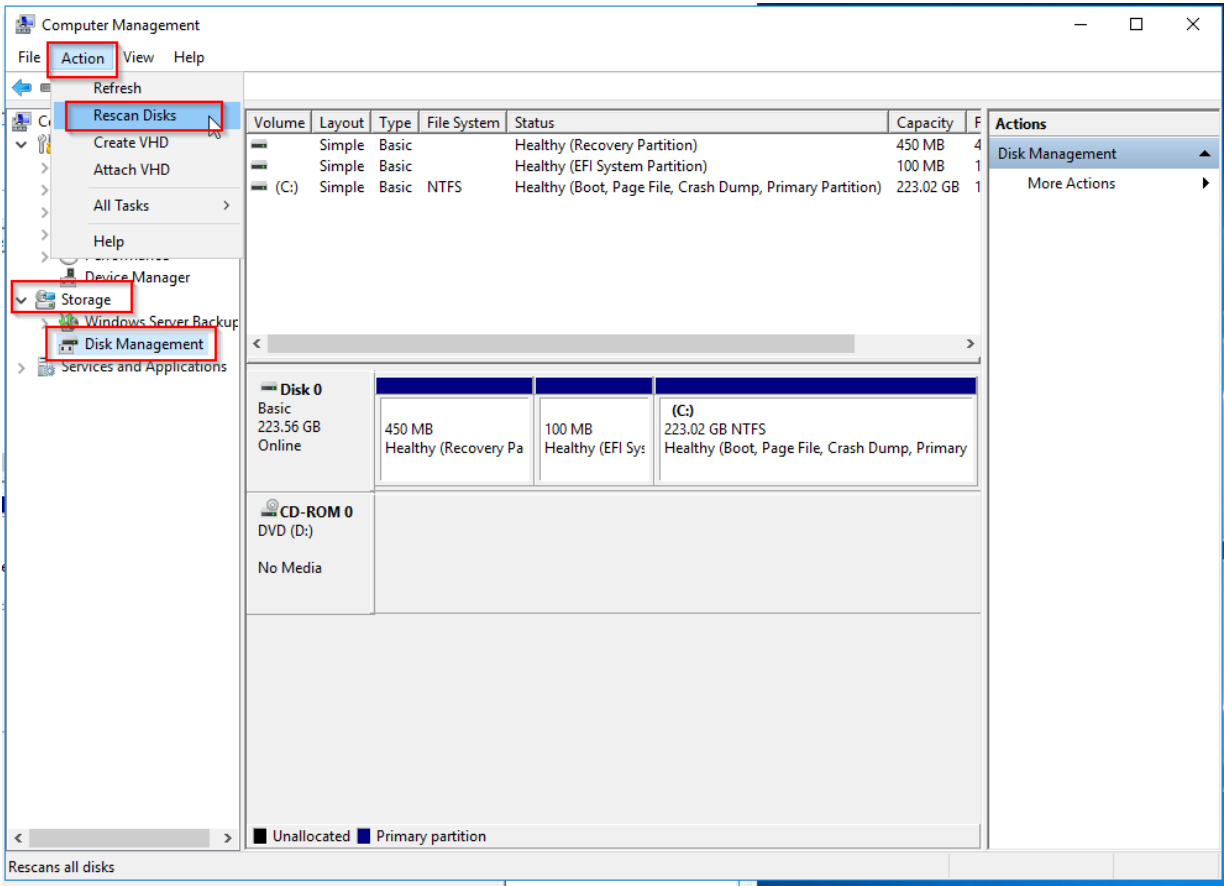 Computer Management
File Action View Help
Refresh
Rescan Disks
Create VHD
Attach VHD
All Tasks >
Help
Device Manager
Storage
Windows Server Backup
Disk Management
Services and Applications
Volume Layout Type File System Status Capacity F
Simple Basic Healthy (Recovery Partition) 450 MB 4
Simple Basic Healthy (EFI System Partition) 100 MB 1
(C:) Simple Basic NTFS Healthy (Boot, Page File, Crash Dump, Primary Partition) 223.02 GB 1
Disk 0
Basic
223.56 GB
Online
450 MB
Healthy (Recovery Pa
100 MB
Healthy (EFI Sys
(C:)
223.02 GB NTFS
Healthy (Boot, Page File, Crash Dump, Primary
CD-ROM 0
DVD (D:)
No Media
Unallocated Primary partition
Actions
Disk Management
More Actions
Rescans all disks